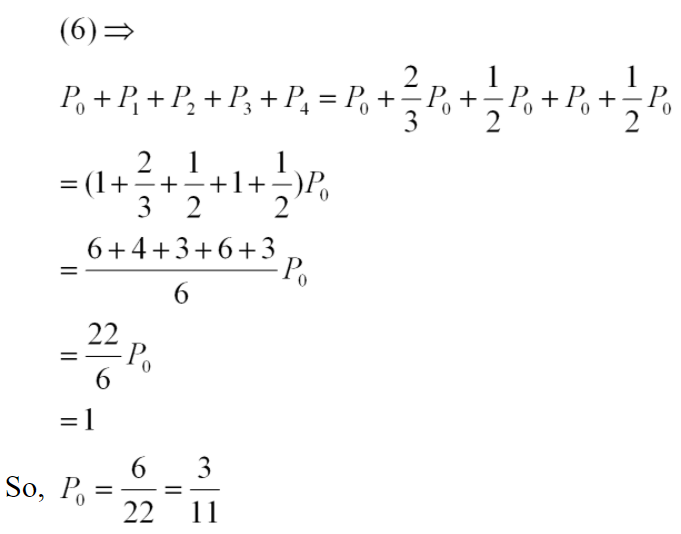 (6) ⇒
P₀ + P₁ + P₂ + P₃ + P₄ = P₀ + 2/3 P₀ + 1/2 P₀ + P₀ + 1/2 P₀
= (1 + 2/3 + 1/2 + 1 + 1/2)P₀
= (6 + 4 + 3 + 6 + 3)/6 P₀
= 22/6 P₀
= 1
So, P₀ = 6/22 = 3/11